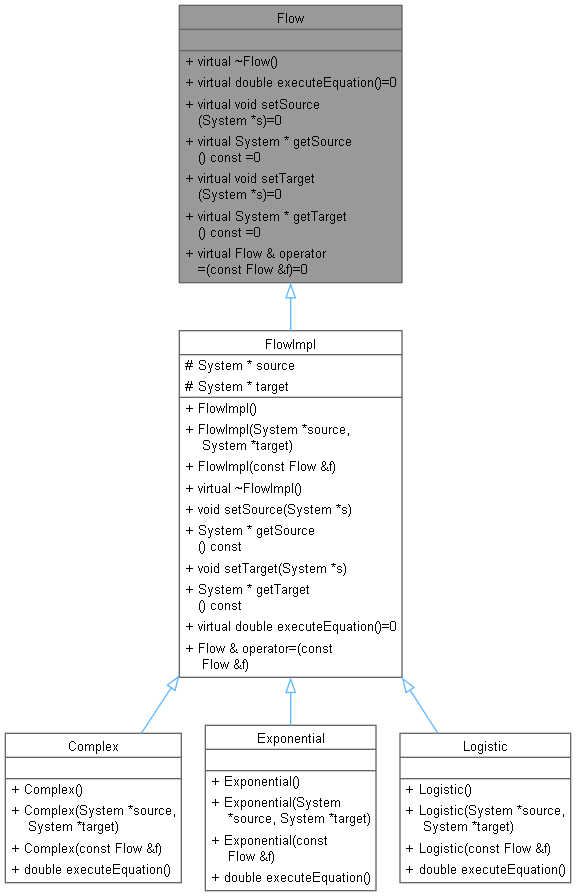 Flow
+ virtual ~Flow()
+ virtual double executeEquation()=0
+ virtual void setSource
(System *s)=0
+ virtual System * getSource
() const =0
+ virtual void setTarget
(System *s)=0
+ virtual System * getTarget
() const =0
+ virtual Flow & operator
=(const Flow &f)=0
FlowImpl
# System * source
# System * target
+ FlowImpl()
+ FlowImpl(System *source,
System *target)
+ FlowImpl(const Flow &f)
+ virtual ~FlowImpl()
+ void setSource(System *s)
+ System * getSource
() const
+ void setTarget(System *s)
+ System * getTarget
() const
+ virtual double executeEquation()=0
+ Flow & operator=(const
Flow &f)
Complex
+ Complex()
+ Complex(System *source,
System *target)
+ Complex(const Flow &f)
+ double executeEquation()
Exponential
+ Exponential()
+ Exponential(System
*source, System *target)
+ Exponential(const
Flow &f)
+ double executeEquation()
Logistic
+ Logistic()
+ Logistic(System *source,
System *target)
+ Logistic(const Flow &f)
+ double executeEquation()